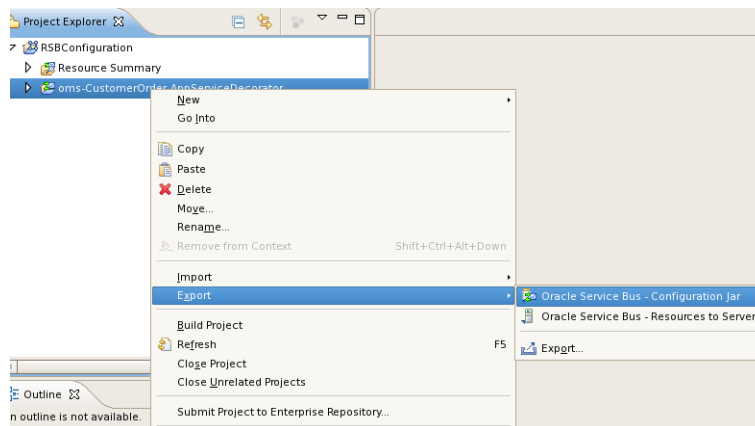 Project Explorer
RSBConfiguration
Resource Summary
oms-CustomerOrder.AppServiceDecorator
New
Go Into
Copy
Paste
Delete
Move...
Rename...
Remove from Context Shift+Ctrl+Alt+Down
Import
Export
Oracle Service Bus - Configuration Jar
Oracle Service Bus - Resources to Server
Export...
Build Project
Refresh F5
Close Project
Close Unrelated Projects
Submit Project to Enterprise Repository...
Outline
n outline is not available.